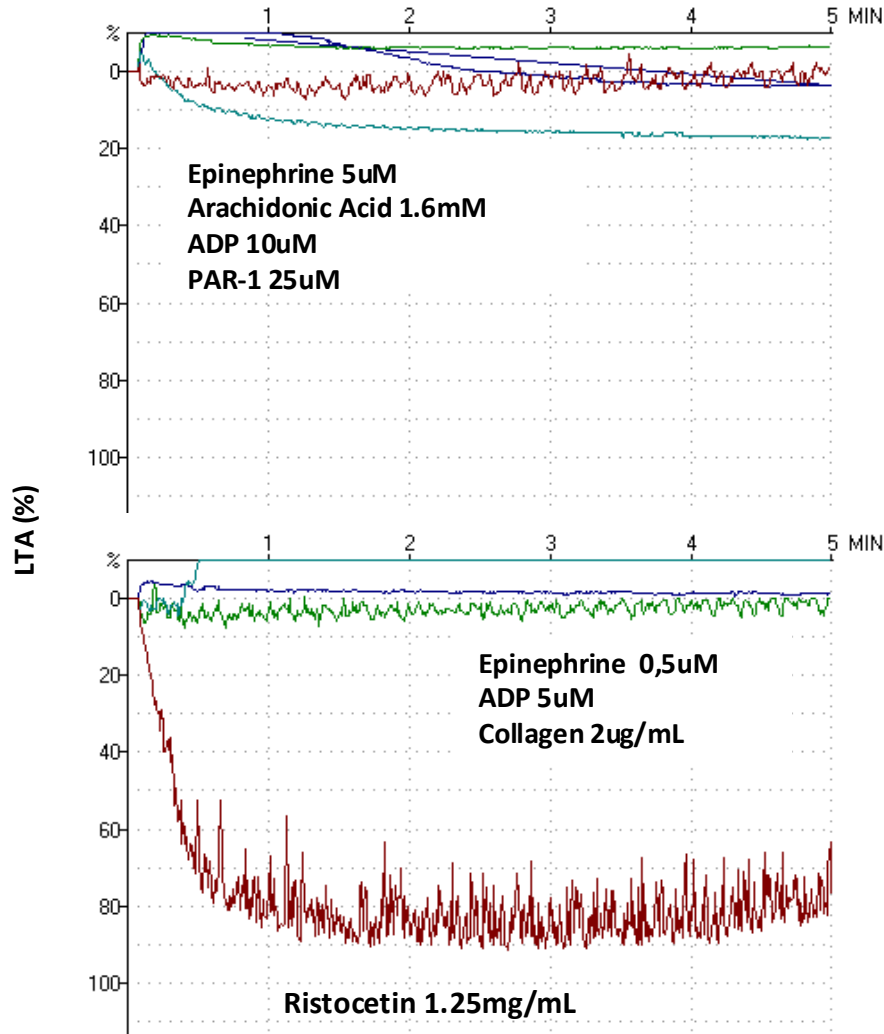 LTA (%)
1 2 3 4 5 MIN
%
0
20
40
60
80
100
Epinephrine 5uM
Arachidonic Acid 1.6mM
ADP 10uM
PAR-1 25uM
1 2 3 4 5 MIN
%
0
20
40
60
80
100
Epinephrine 0,5uM
ADP 5uM
Collagen 2ug/mL
Ristocetin 1.25mg/mL